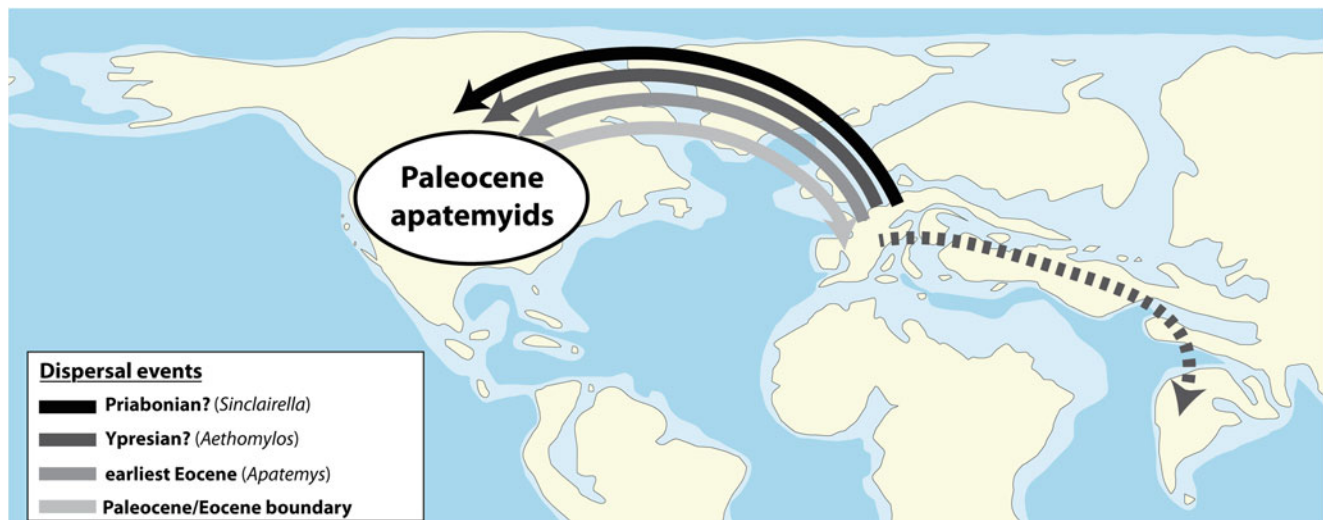 Paleocene
apatemyids
Dispersal events
Priabonian? (Sinclairella)
Ypresian? (Aethomylos)
earliest Eocene (Apatemys)
Paleocene/Eocene boundary